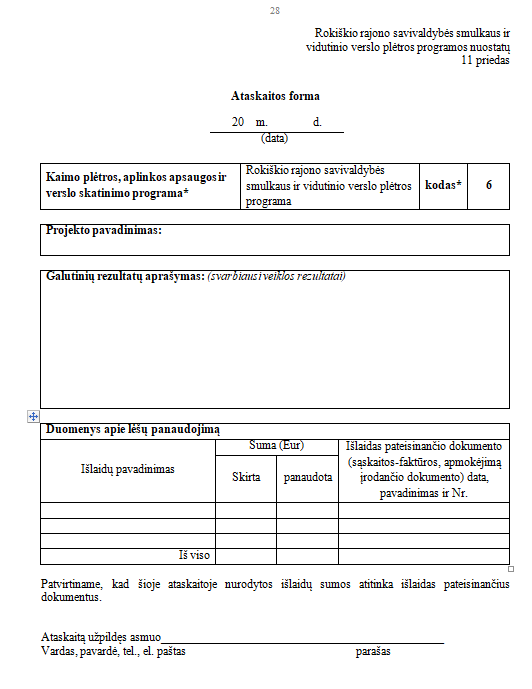 28
Rokiškio rajono savivaldybės smulkaus ir
vidutinio verslo plėtros programos nuostatų
11 priedas
Ataskaitos forma
20 m. d.
(data)
Kaimo plėtros, aplinkos apsaugos ir
verslo skatinimo programa*
Rokiškio rajono savivaldybės
smulkaus ir vidutinio verslo plėtros
programa
kodas*
6
Projekto pavadinimas:
Galutinių rezultatų aprašymas: (svarbiausi veiklos rezultatai)
Duomenys apie lėšų panaudojimą
Išlaidų pavadinimas
Suma (Eur)
Skirta
panaudota
Išlaidas pateisinančio dokumento
(sąskaitos-faktūros, apmokėjimą
įrodančio dokumento) data,
pavadinimas ir Nr.
Iš viso
Patvirtiname, kad šioje ataskaitoje nurodytos išlaidų sumos atitinka išlaidas pateisinančius
dokumentus.
Ataskaitą užpildęs asmuo
Vardas, pavardė, tel., el. paštas parašas